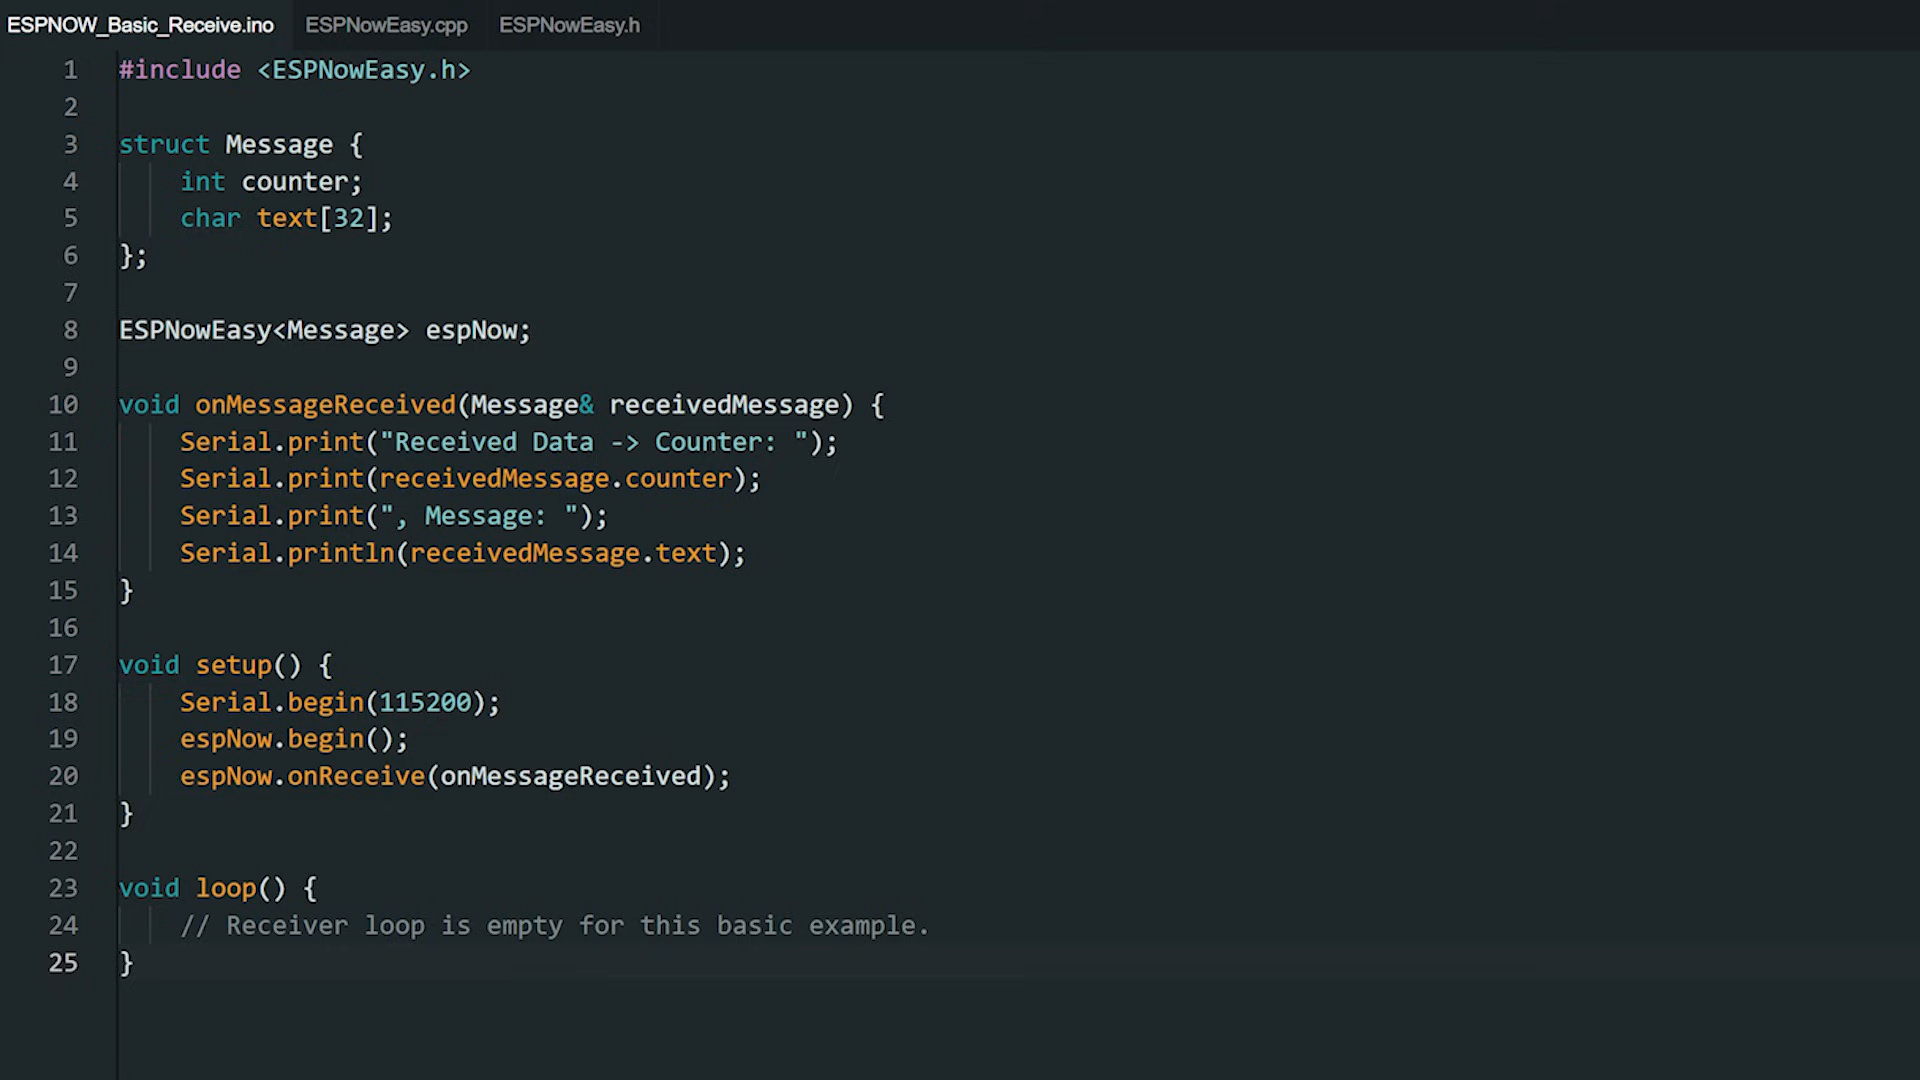 ESPNOW_Basic_Receive.ino ESPNowEasy.cpp ESPNowEasy.h
1 #include <ESPNowEasy.h>
2
3 struct Message {
4     int counter;
5     char text[32];
6 };
7
8 ESPNowEasy<Message> espNow;
9
10 void onMessageReceived(Message& receivedMessage) {
11     Serial.print("Received Data -> Counter: ");
12     Serial.print(receivedMessage.counter);
13     Serial.print(", Message: ");
14     Serial.println(receivedMessage.text);
15 }
16
17 void setup() {
18     Serial.begin(115200);
19     espNow.begin();
20     espNow.onReceive(onMessageReceived);
21 }
22
23 void loop() {
24     // Receiver loop is empty for this basic example.
25 }